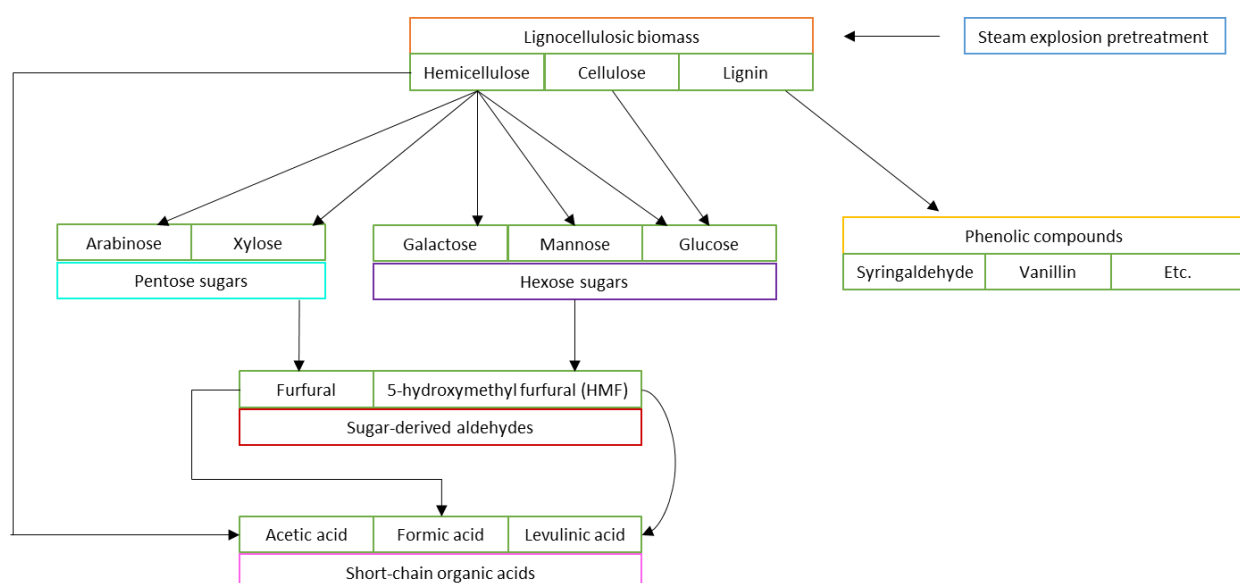 Lignocellulosic biomass
Steam explosion pretreatment
Hemicellulose
Cellulose
Lignin
Arabinose
Xylose
Pentose sugars
Galactose
Mannose
Glucose
Hexose sugars
Phenolic compounds
Syringaldehyde
Vanillin
Etc.
Furfural
5-hydroxymethyl furfural (HMF)
Sugar-derived aldehydes
Acetic acid
Formic acid
Levulinic acid
Short-chain organic acids